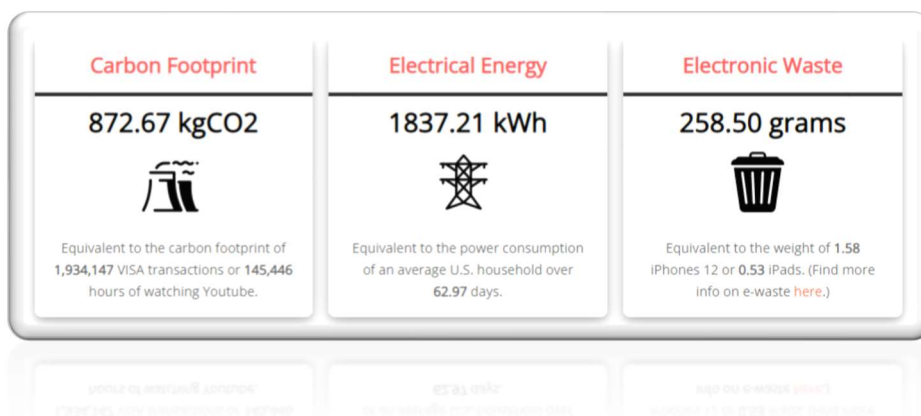 Carbon Footprint
872.67 kgCO2
Equivalent to the carbon footprint of
1,934,147 VISA transactions or 145,446
hours of watching Youtube.
Electrical Energy
1837.21 kWh
Equivalent to the power consumption
of an average U.S. household over
62.97 days.
Electronic Waste
258.50 grams
Equivalent to the weight of 1.58
iPhones 12 or 0.53 iPads. (Find more
info on e-waste here.)